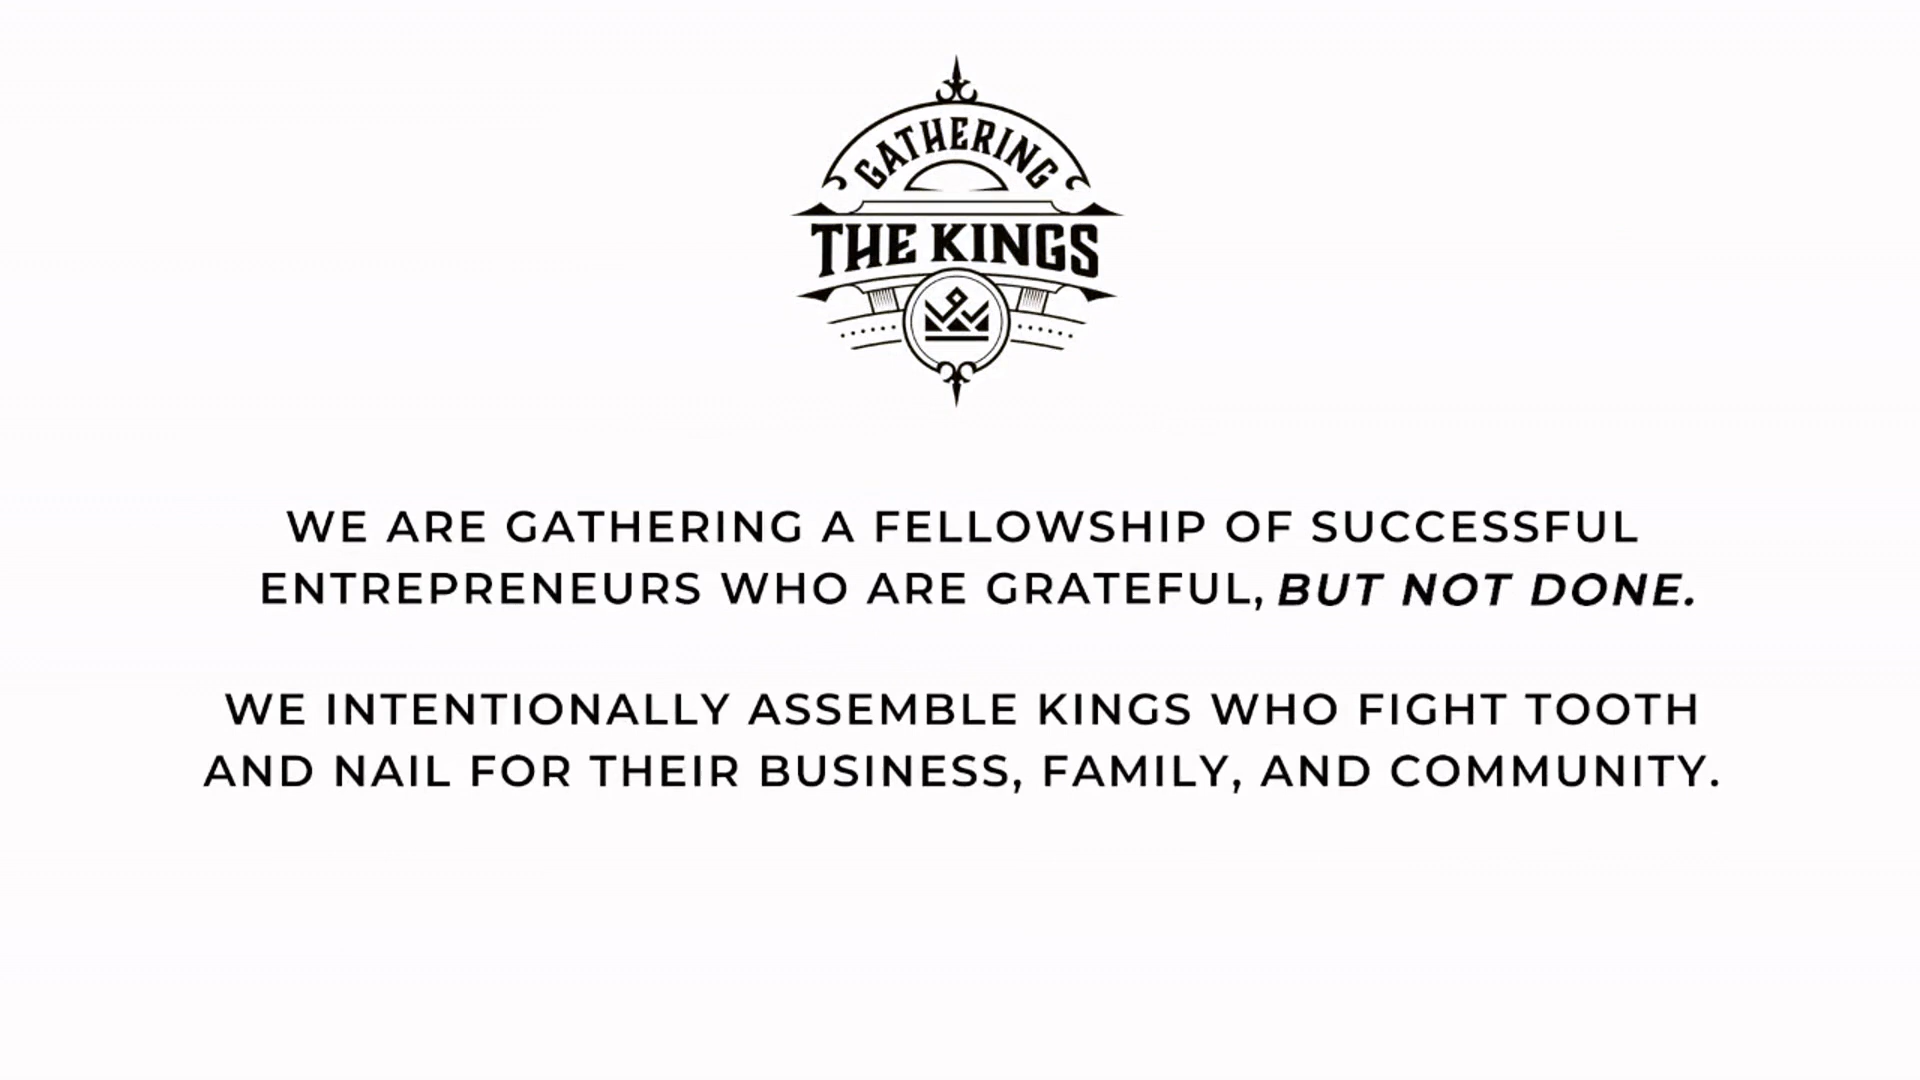 GATHERING
THE KINGS
WE ARE GATHERING A FELLOWSHIP OF SUCCESSFUL
ENTREPRENEURS WHO ARE GRATEFUL, BUT NOT DONE.
WE INTENTIONALLY ASSEMBLE KINGS WHO FIGHT TOOTH
AND NAIL FOR THEIR BUSINESS, FAMILY, AND COMMUNITY.